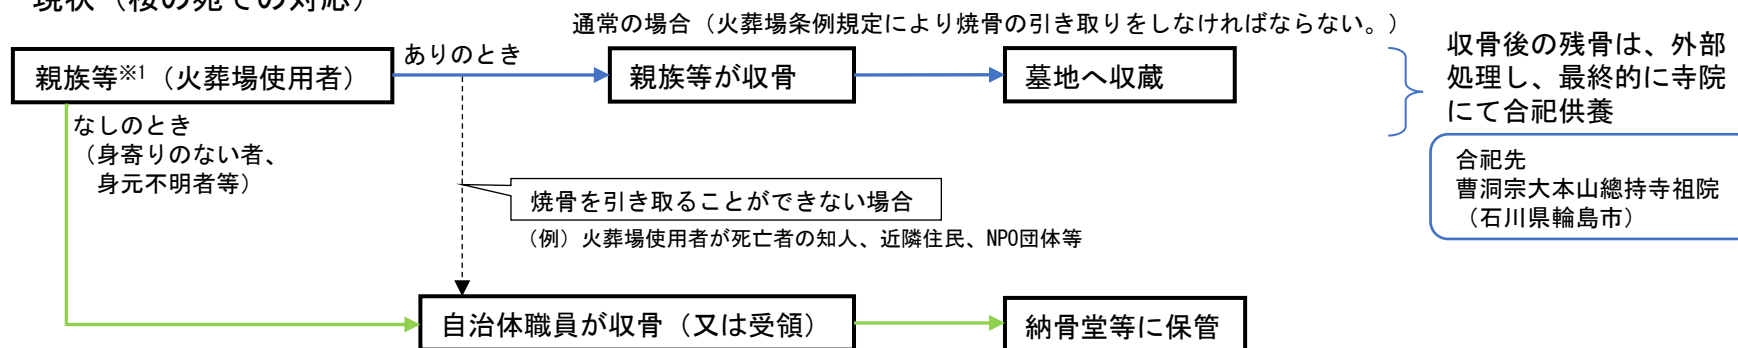 現状（桜の苑での対応）
通常の場合（火葬場条例規定により焼骨の引き取りをしなければならない。）
親族等※1（火葬場使用者）
ありのとき
親族等が収骨
墓地へ収蔵
収骨後の残骨は、外部
処理し、最終的に寺院
にて合祀供養
なしのとき
（身寄りのない者、
身元不明者等）
合祀先
曹洞宗大本山總持寺祖院
（石川県輪島市）
焼骨を引き取ることができない場合
（例）火葬場使用者が死亡者の知人、近隣住民、NPO団体等
自治体職員が収骨（又は受領）
納骨堂等に保管